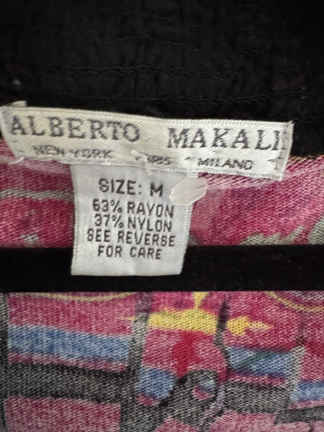 ALBERTO MAKALI
NEW YORK PARIS MILANO
SIZE: M
63% RAYON
37% NYLON
SEE REVERSE
FOR CARE